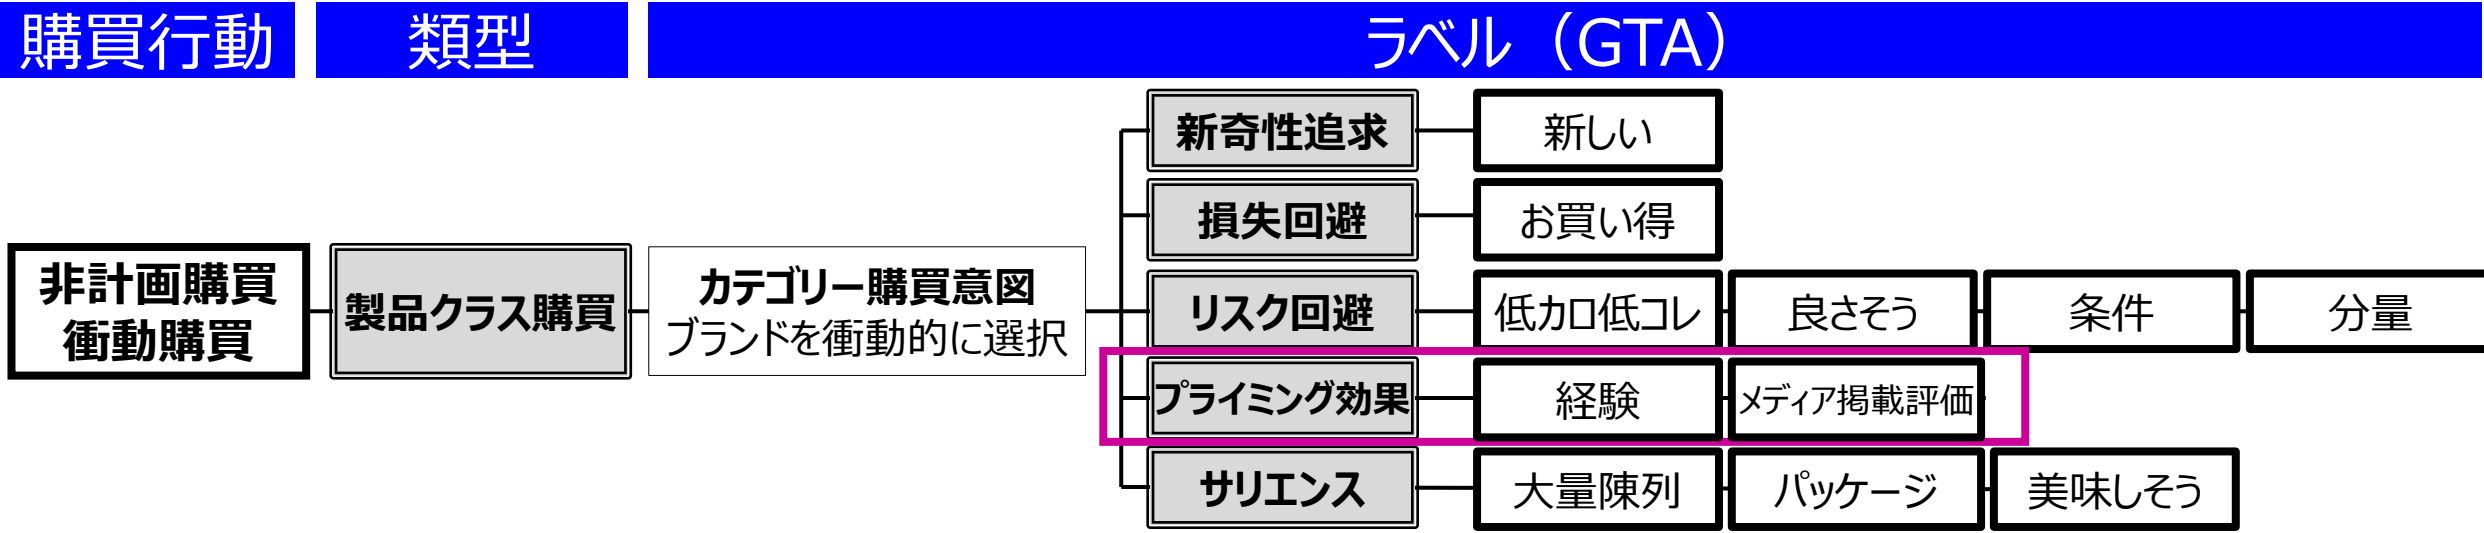 購買行動
類型
ラベル（GTA）
新奇性追求
新しい
損失回避
お買い得
非計画購買
衝動購買
製品クラス購買
カテゴリー購買意図
ブランドを衝動的に選択
リスク回避
低カロ低コレ
良さそう
条件
分量
プライミング効果
経験
メディア掲載評価
サリエンス
大量陳列
パッケージ
美味しそう